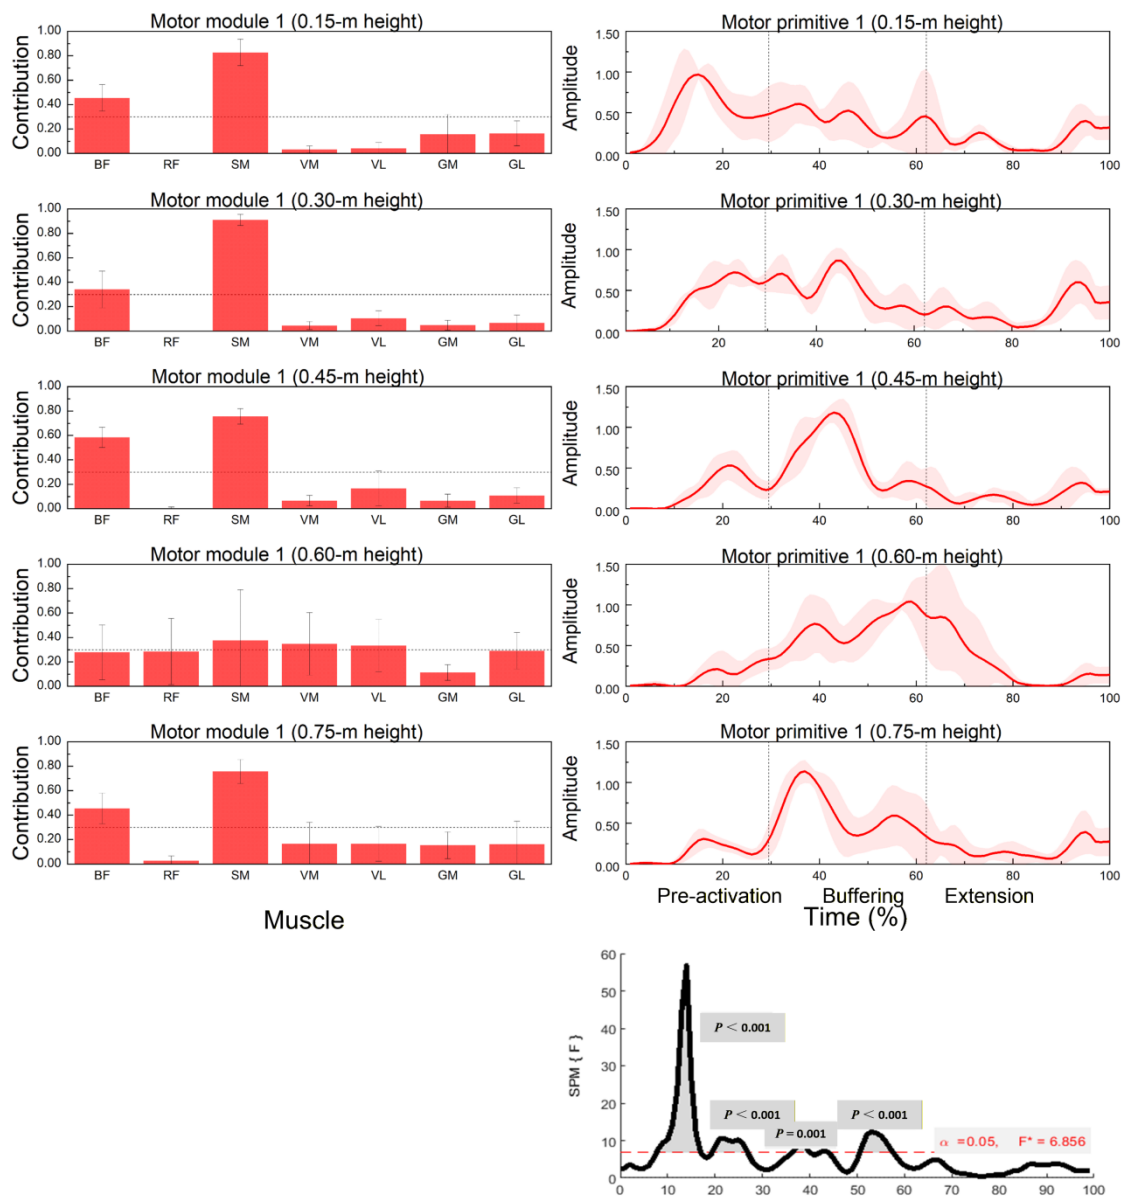 Motor module 1 (0.15-m height)
Contribution
1.00
0.80
0.60
0.40
0.20
0.00
BF RF SM VM VL GM GL
Motor primitive 1 (0.15-m height)
Amplitude
1.50
1.00
0.50
0.00
0 20 40 60 80 100
Motor module 1 (0.30-m height)
Contribution
1.00
0.80
0.60
0.40
0.20
0.00
BF RF SM VM VL GM GL
Motor primitive 1 (0.30-m height)
Amplitude
1.50
1.00
0.50
0.00
0 20 40 60 80 100
Motor module 1 (0.45-m height)
Contribution
1.00
0.80
0.60
0.40
0.20
0.00
BF RF SM VM VL GM GL
Motor primitive 1 (0.45-m height)
Amplitude
1.50
1.00
0.50
0.00
0 20 40 60 80 100
Motor module 1 (0.60-m height)
Contribution
1.00
0.80
0.60
0.40
0.20
0.00
BF RF SM VM VL GM GL
Motor primitive 1 (0.60-m height)
Amplitude
1.50
1.00
0.50
0.00
0 20 40 60 80 100
Motor module 1 (0.75-m height)
Contribution
1.00
0.80
0.60
0.40
0.20
0.00
BF RF SM VM VL GM GL
Muscle
Motor primitive 1 (0.75-m height)
Amplitude
1.50
1.00
0.50
0.00
0 20 40 60 80 100
Pre-activation Buffering Extension
Time (%)
SPM { F }
60
50
40
30
20
10
0
P < 0.001
P < 0.001
P = 0.001
P < 0.001
α =0.05, F* = 6.856
0 10 20 30 40 50 60 70 80 90 100